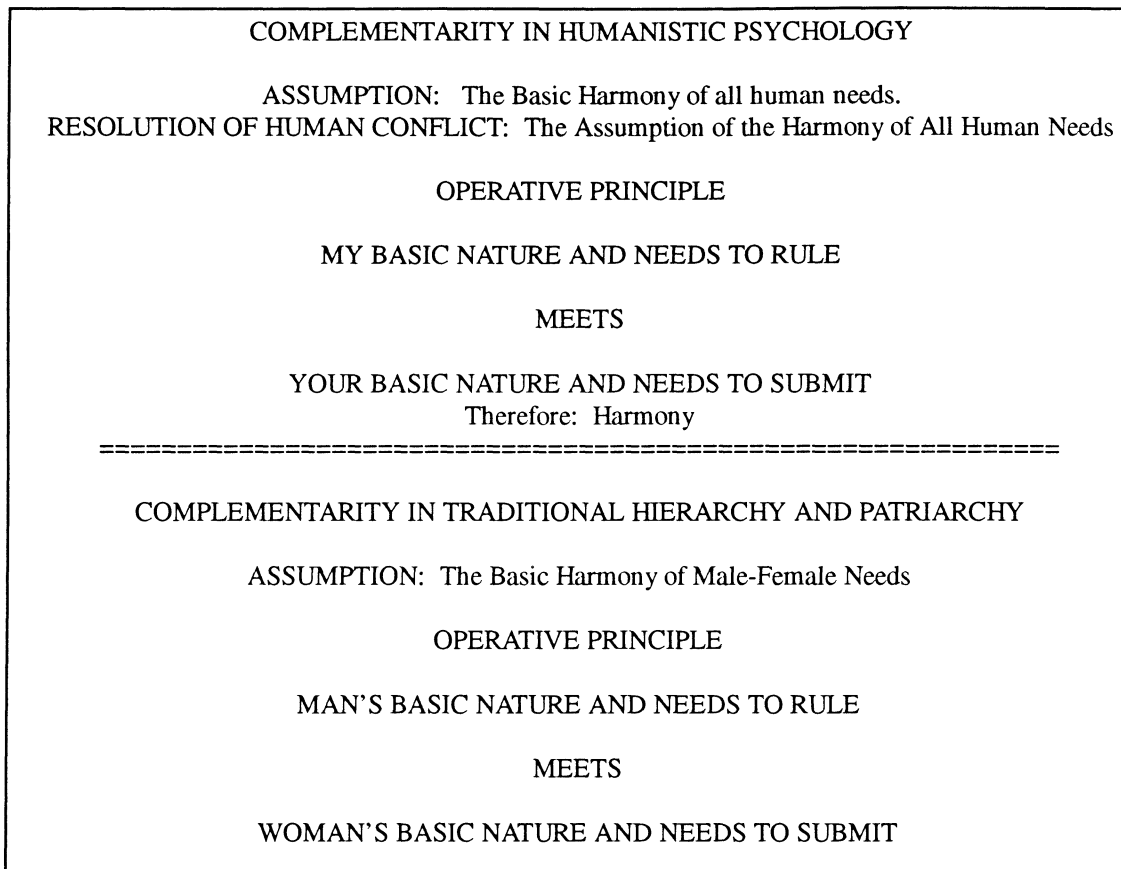 COMPLEMENTARITY IN HUMANISTIC PSYCHOLOGY
ASSUMPTION: The Basic Harmony of all human needs.
RESOLUTION OF HUMAN CONFLICT: The Assumption of the Harmony of All Human Needs
OPERATIVE PRINCIPLE
MY BASIC NATURE AND NEEDS TO RULE
MEETS
YOUR BASIC NATURE AND NEEDS TO SUBMIT
Therefore: Harmony
==============================================================
COMPLEMENTARITY IN TRADITIONAL HIERARCHY AND PATRIARCHY
ASSUMPTION: The Basic Harmony of Male-Female Needs
OPERATIVE PRINCIPLE
MAN'S BASIC NATURE AND NEEDS TO RULE
MEETS
WOMAN'S BASIC NATURE AND NEEDS TO SUBMIT